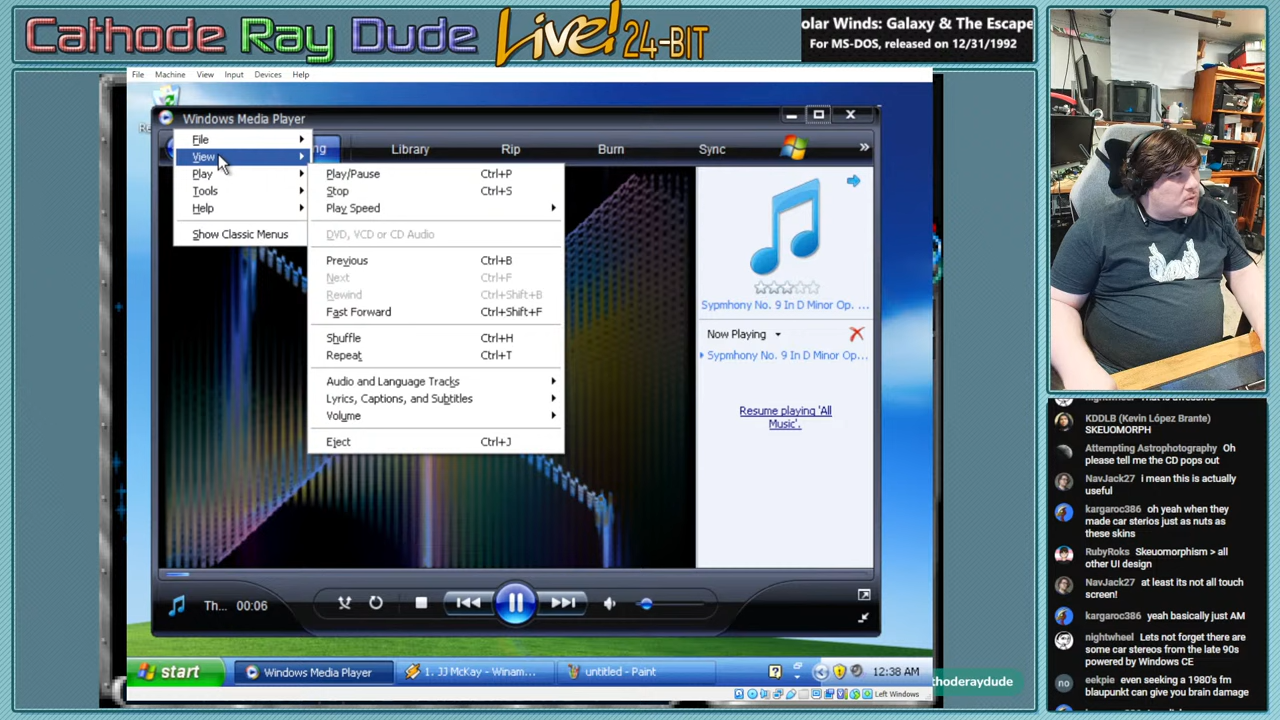 Cathode Ray Dude
Live! 24-BIT
olar Winds: Galaxy & The Escape
For MS-DOS, released on 12/31/1992
File Machine View Input Devices Help
Windows Media Player
File
View
Play
Tools
Help
Show Classic Menus
ng
Library
Rip
Burn
Sync
»
Play/Pause Ctrl+P
Stop Ctrl+S
Play Speed
DVD, VCD or CD Audio
Previous Ctrl+B
Next Ctrl+F
Rewind Ctrl+Shift+B
Fast Forward Ctrl+Shift+F
Shuffle Ctrl+H
Repeat Ctrl+T
Audio and Language Tracks
Lyrics, Captions, and Subtitles
Volume
Eject Ctrl+J
Sypmhony No. 9 In D Minor Op. ...
Now Playing
Sypmhony No. 9 In D Minor Op...
Resume playing 'All
Music'.
Th... 00:06
start
Windows Media Player
1. JJ McKay - Winam...
untitled - Paint
12:38 AM
Left Windows
thoderaydude
KDDLB (Kevin López Brante)
SKEUOMORPH
Attempting Astrophotography Oh
please tell me the CD pops out
NavJack27 i mean this is actually
useful
kargaroc386 oh yeah when they
made car sterios just as nuts as
these skins
RubyRoks Skeuomorphism > all
other UI design
NavJack27 at least its not all touch
screen!
kargaroc386 yeah basically just AM
nightwheel Lets not forget there are
some car stereos from the late 90s
powered by Windows CE
no
eekpie even seeking a 1980's fm
blaupunkt can give you brain damage